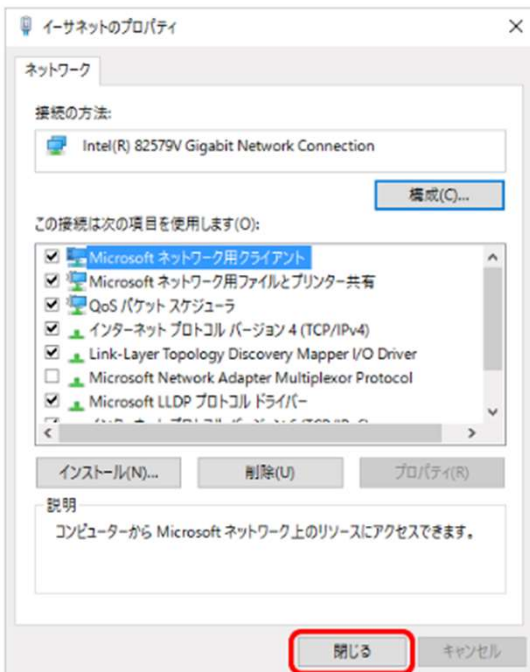 イーサネットのプロパティ
ネットワーク
接続の方法:
Intel(R) 82579V Gigabit Network Connection
構成(C)...
この接続は次の項目を使用します(O):
Microsoft ネットワーク用クライアント
Microsoft ネットワーク用ファイルとプリンター共有
QoS パケット スケジューラ
インターネット プロトコル バージョン 4 (TCP/IPv4)
Link-Layer Topology Discovery Mapper I/O Driver
Microsoft Network Adapter Multiplexor Protocol
Microsoft LLDP プロトコル ドライバー
インストール(N)...
削除(U)
プロパティ(R)
説明
コンピューターから Microsoft ネットワーク上のリソースにアクセスできます。
閉じる
キャンセル